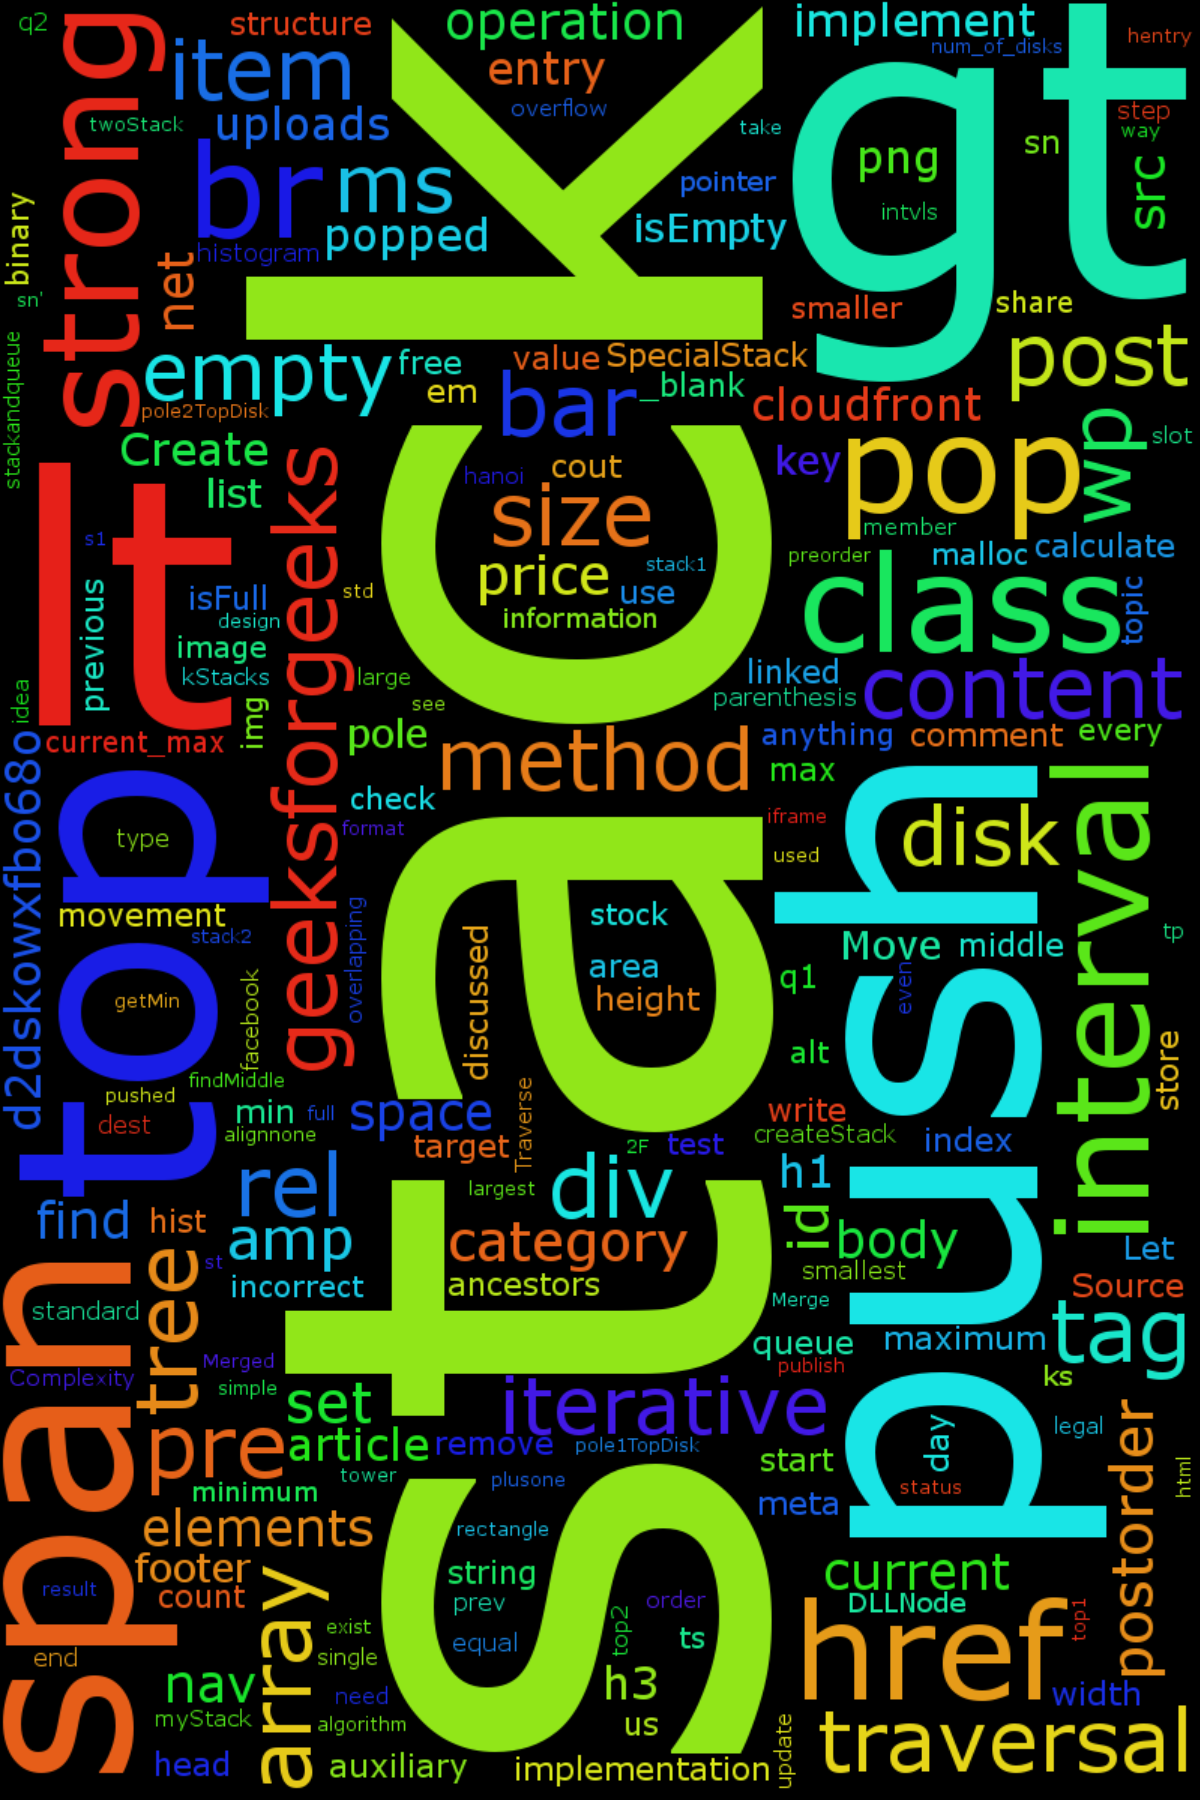 q2
structure
operation
implement
num_of_disks
hentry
strong
item
entry
overflow
step
way
twoStack
uploads
take
sn
png
src
gt
br
ms
pointer
intvls
binary
popped
isEmpty
histogram
net
sn'
stack
smaller
share
stackandqueue
empty
free
value
SpecialStack
post
em
bar
_blank
cloudfront
pole2TopDisk
Create
list
geeksforgeeks
hanoi
cout
key
pop
wp
slot
size
member
s1
lt
stack1
preorder
malloc
calculate
previous
isFull
std
price
use
class
topic
design
information
image
kStacks
large
linked
parenthesis
content
idea
img
see
current_max
pole
method
anything
comment
every
d2dskowxfbo68o
top
check
max
type
format
iframe
disk
interval
used
push
movement
stack2
overlapping
discussed
stock
Move
middle
tp
getMin
facebook
area
height
q1
even
findMiddle
alt
store
pushed
dest
min
full
space
Traverse
write
alignnone
target
2F
test
createStack
index
rel
largest
div
h1
find
hist
amp
category
id
body
Let
span
tree
st
incorrect
ancestors
smallest
Source
standard
Merge
tag
queue
maximum
Complexity
Merged
publish
simple
ks
set
iterative
day
legal
postorder
pre
article
remove
pole1TopDisk
start
html
tower
plusone
status
minimum
meta
elements
rectangle
footer
string
current
result
count
array
prev
order
DLLNode
top1
exist
equal
top2
ts
href
end
single
nav
need
h3
width
myStack
algorithm
us
update
traversal
head
auxiliary
implementation